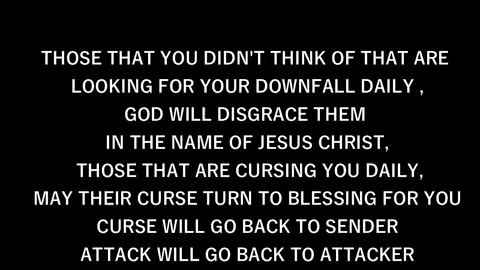 THOSE THAT YOU DIDN'T THINK OF THAT ARE
LOOKING FOR YOUR DOWNFALL DAILY ,
GOD WILL DISGRACE THEM
IN THE NAME OF JESUS CHRIST,
THOSE THAT ARE CURSING YOU DAILY,
MAY THEIR CURSE TURN TO BLESSING FOR YOU
CURSE WILL GO BACK TO SENDER
ATTACK WILL GO BACK TO ATTACKER